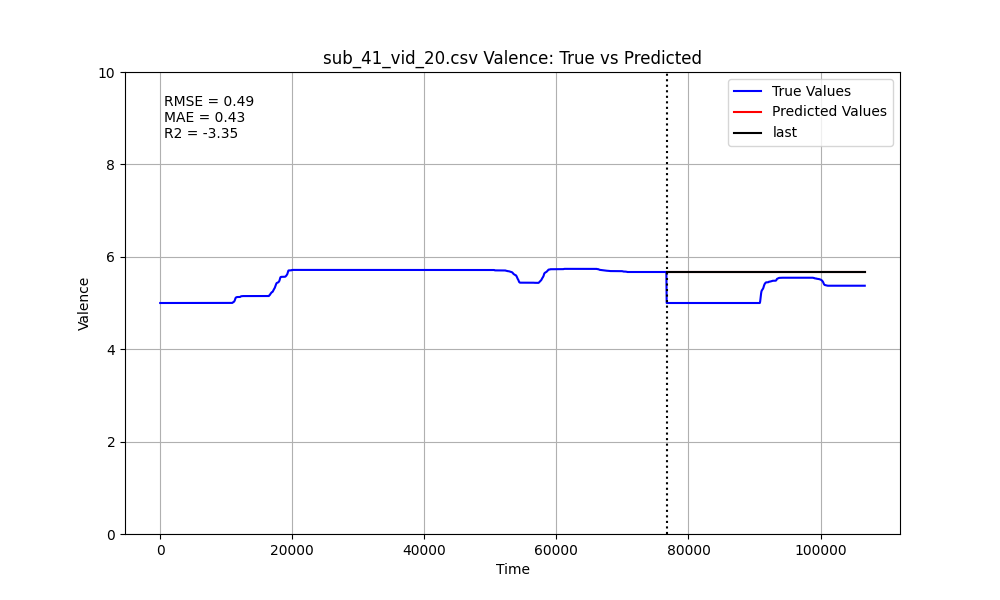 sub_41_vid_20.csv Valence: True vs Predicted
RMSE = 0.49
MAE = 0.43
R2 = -3.35
True Values
Predicted Values
last
Valence
10
8
6
4
2
0
0
20000
40000
60000
80000
100000
Time